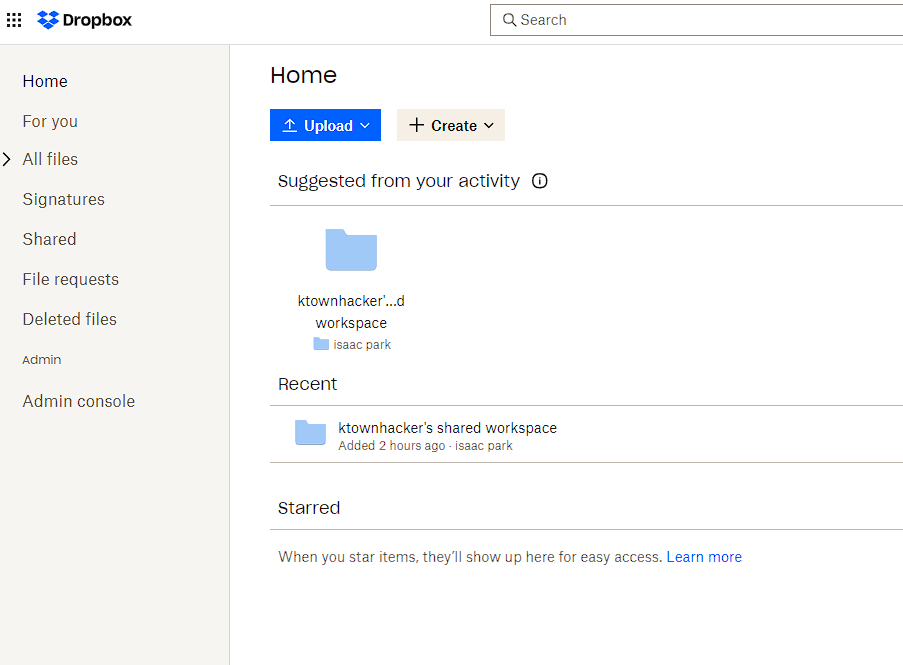 Dropbox
Search
Home
For you
All files
Signatures
Shared
File requests
Deleted files
Admin
Admin console
Home
Upload
Create
Suggested from your activity
ktownhacker'...d
workspace
isaac park
Recent
ktownhacker's shared workspace
Added 2 hours ago · isaac park
Starred
When you star items, they’ll show up here for easy access. Learn more